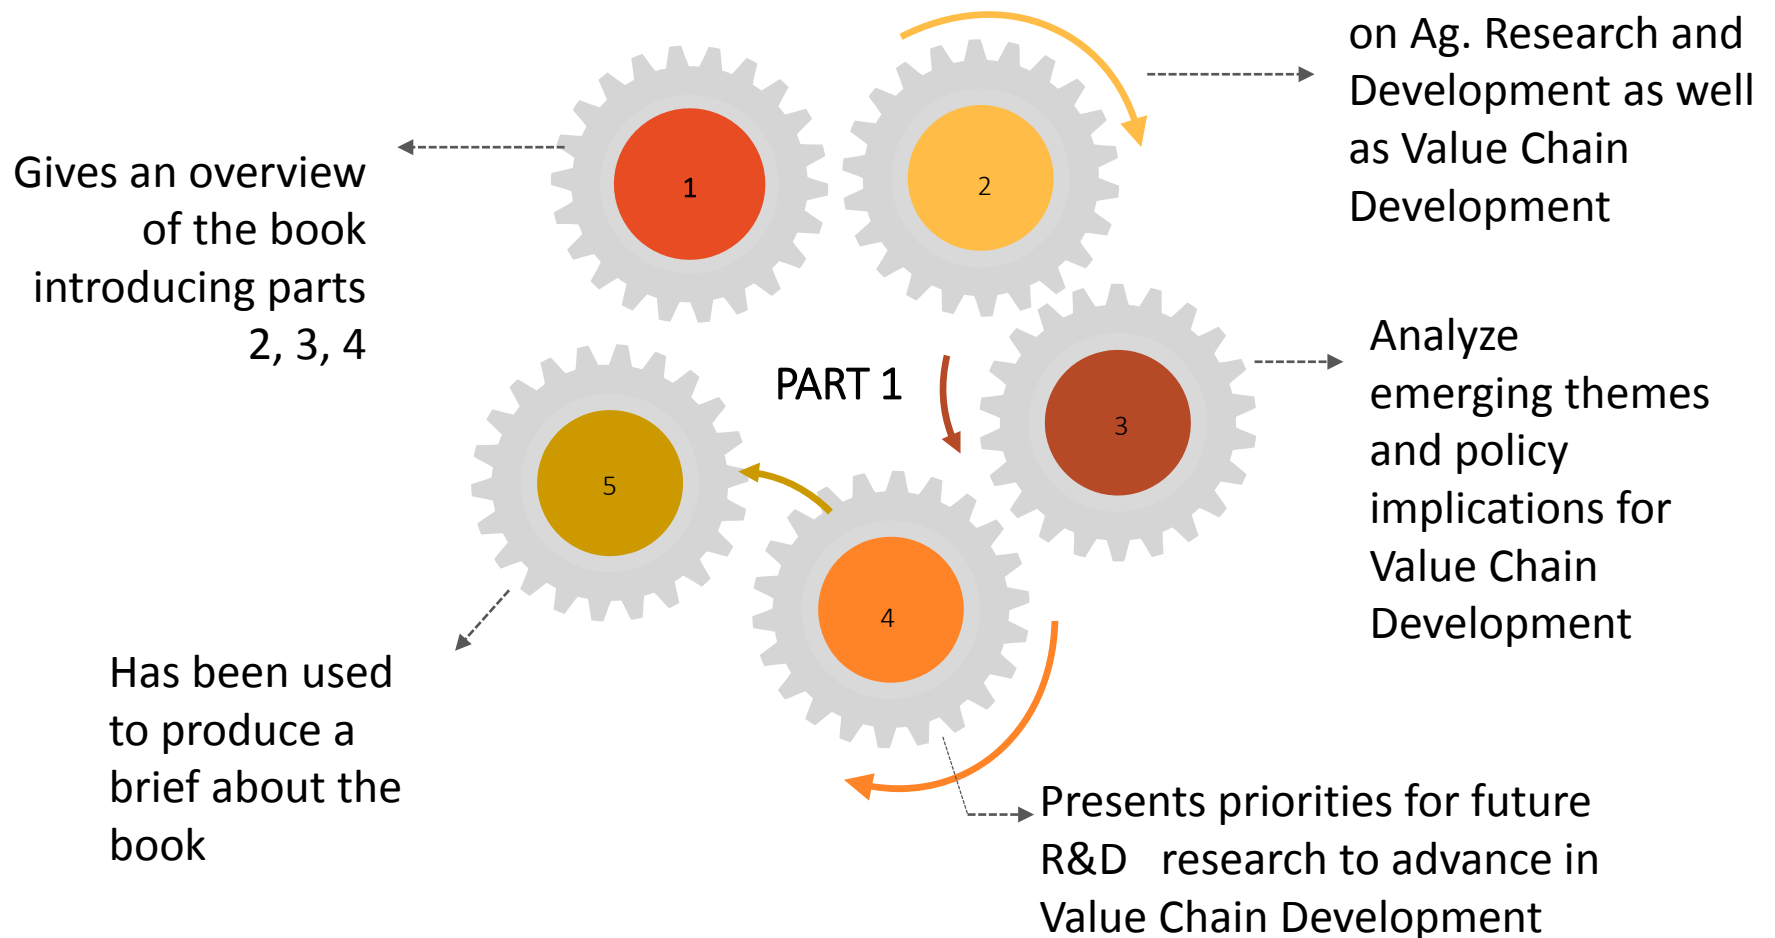 1
Gives an overview
of the book
introducing parts
2, 3, 4
2
on Ag. Research and
Development as well
as Value Chain
Development
PART 1
3
Analyze
emerging themes
and policy
implications for
Value Chain
Development
4
Presents priorities for future
R&D   research to advance in
Value Chain Development
5
Has been used
to produce a
brief about the
book